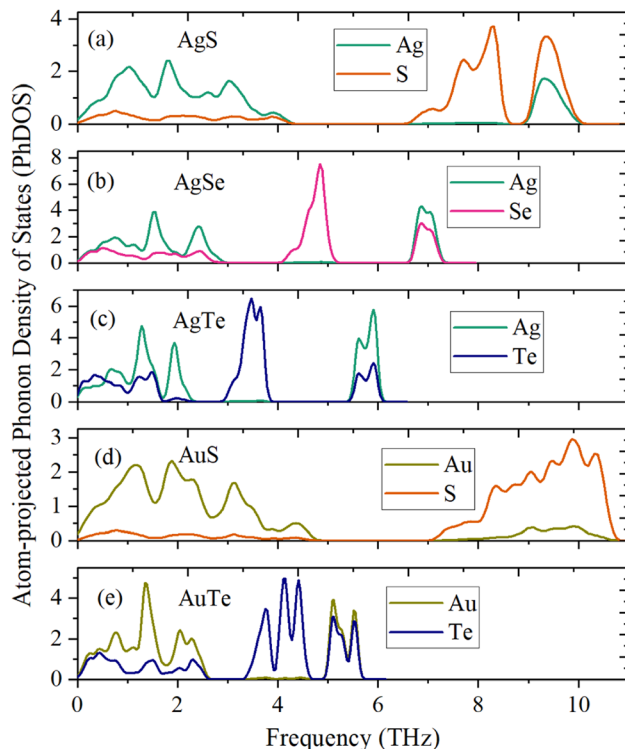 Atom-projected Phonon Density of States (PhDOS)
(a) AgS
Ag
S
4
2
0
(b) AgSe
Ag
Se
8
6
4
2
0
(c) AgTe
Ag
Te
6
4
2
0
(d) AuS
Au
S
3
2
1
0
(e) AuTe
Au
Te
4
2
0
0 2 4 6 8 10
Frequency (THz)